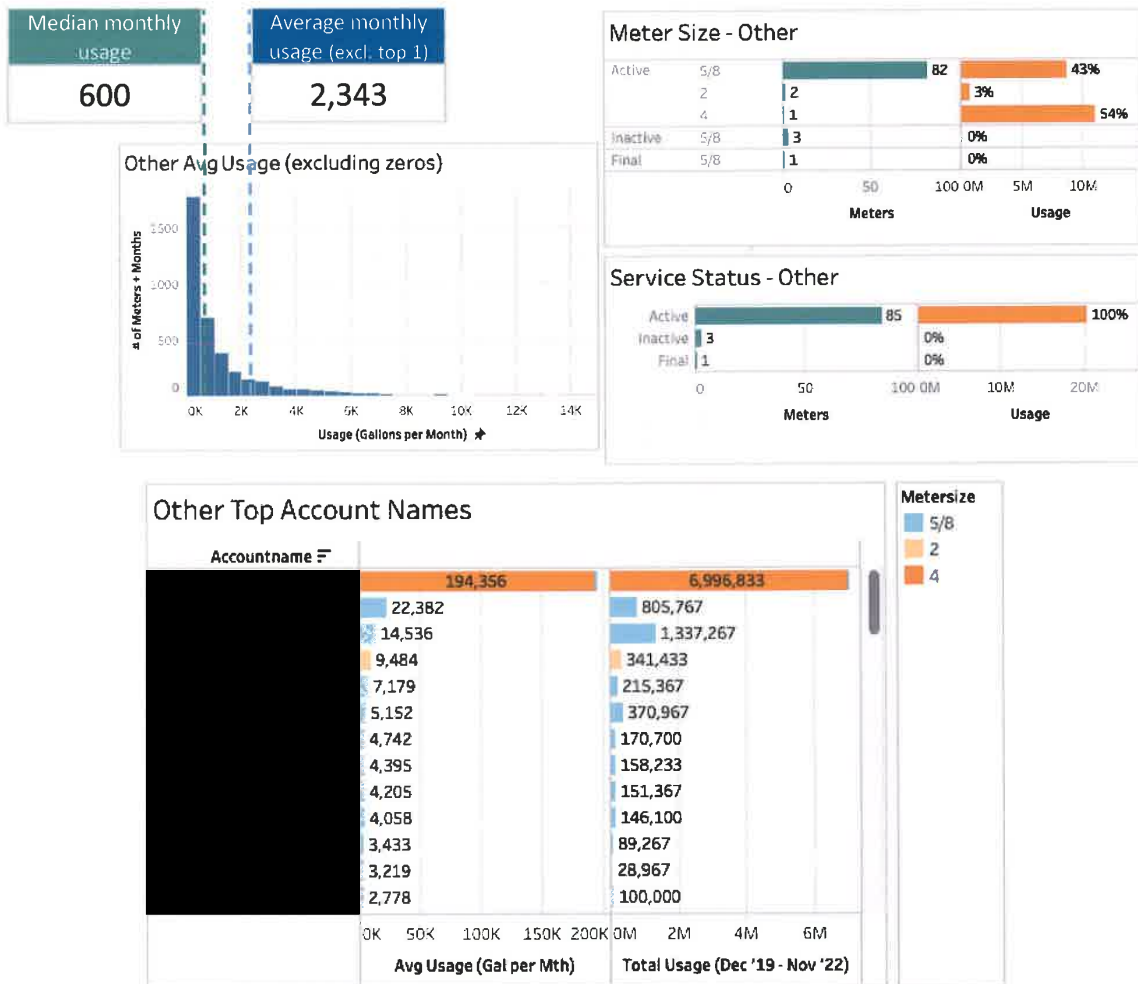 Median monthly
usage
600
Average monthly
usage (excl. top 1)
2,343
Meter Size - Other
Active 5/8 82 43%
2 2 3%
4 1 54%
Inactive 5/8 3 0%
Final 5/8 1 0%
0 50 100 0M 5M 10M
Meters Usage
Other Avg Usage (excluding zeros)
# of Meters + Months
1500
1000
500
0
0K 2K 4K 6K 8K 10K 12K 14K
Usage (Gallons per Month)
Service Status - Other
Active 85 100%
Inactive 3 0%
Final 1 0%
0 50 100 0M 10M 20M
Meters Usage
Other Top Account Names
Accountname
194,356 6,996,833
22,382 805,767
14,536 1,337,267
9,484 341,433
7,179 215,367
5,152 370,967
4,742 170,700
4,395 158,233
4,205 151,367
4,058 146,100
3,433 89,267
3,219 28,967
2,778 100,000
0K 50K 100K 150K 200K 0M 2M 4M 6M
Avg Usage (Gal per Mth) Total Usage (Dec '19 - Nov '22)
Metersize
5/8
2
4